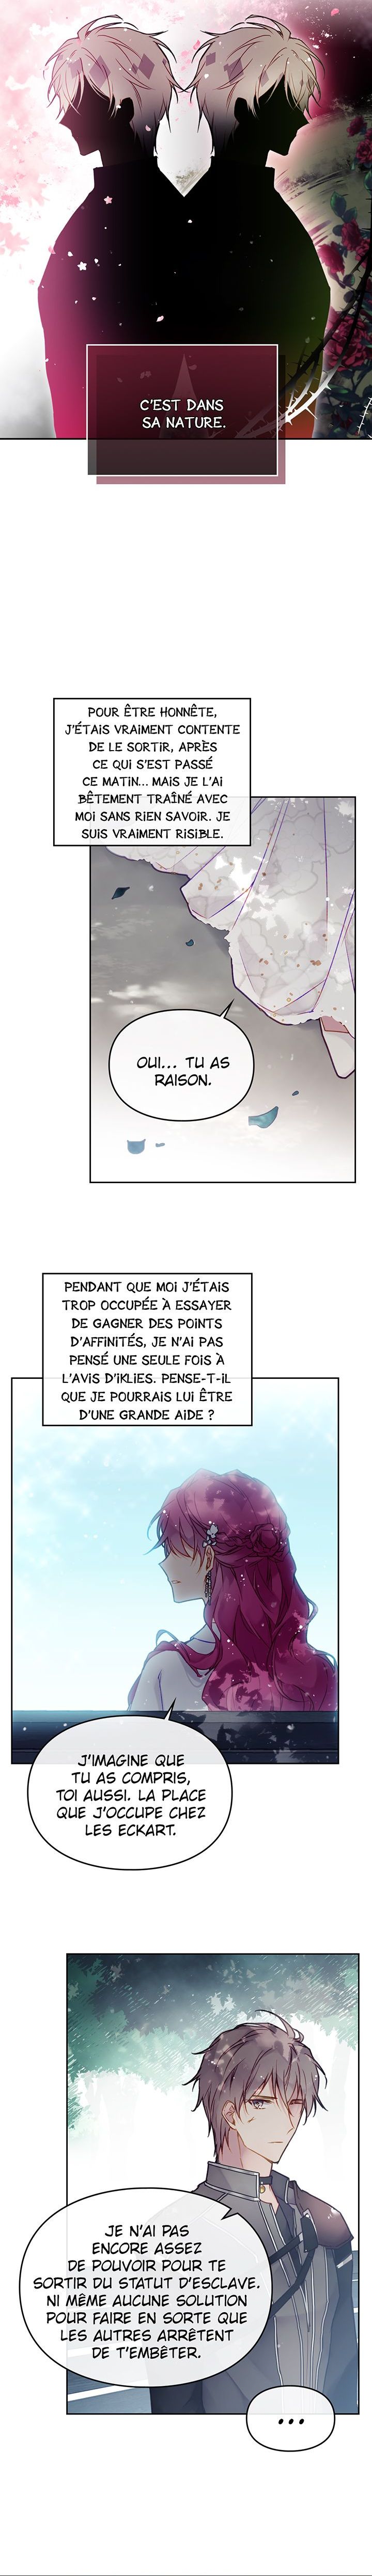 C'EST DANS
SA NATURE.
POUR ÊTRE HONNÊTE,
J'ÉTAIS VRAIMENT CONTENTE
DE LE SORTIR, APRÈS
CE QUI S'EST PASSÉ
CE MATIN... MAIS JE L'AI
BÊTEMENT TRAÎNÉ AVEC
MOI SANS RIEN SAVOIR. JE
SUIS VRAIMENT RISIBLE.
OUI... TU AS
RAISON.
PENDANT QUE MOI J'ÉTAIS
TROP OCCUPÉE À ESSAYER
DE GAGNER DES POINTS
D'AFFINITÉS, JE N'AI PAS
PENSÉ UNE SEULE FOIS À
L'AVIS D'IKLIES. PENSE-T-IL
QUE JE POURRAIS LUI ÊTRE
D'UNE GRANDE AIDE ?
J'IMAGINE QUE
TU AS COMPRIS,
TOI AUSSI. LA PLACE
QUE J'OCCUPE CHEZ
LES ECKART.
JE N'AI PAS
ENCORE ASSEZ
DE POUVOIR POUR TE
SORTIR DU STATUT D'ESCLAVE.
NI MÊME AUCUNE SOLUTION
POUR FAIRE EN SORTE QUE
LES AUTRES ARRÊTENT
DE T'EMBÊTER.
...